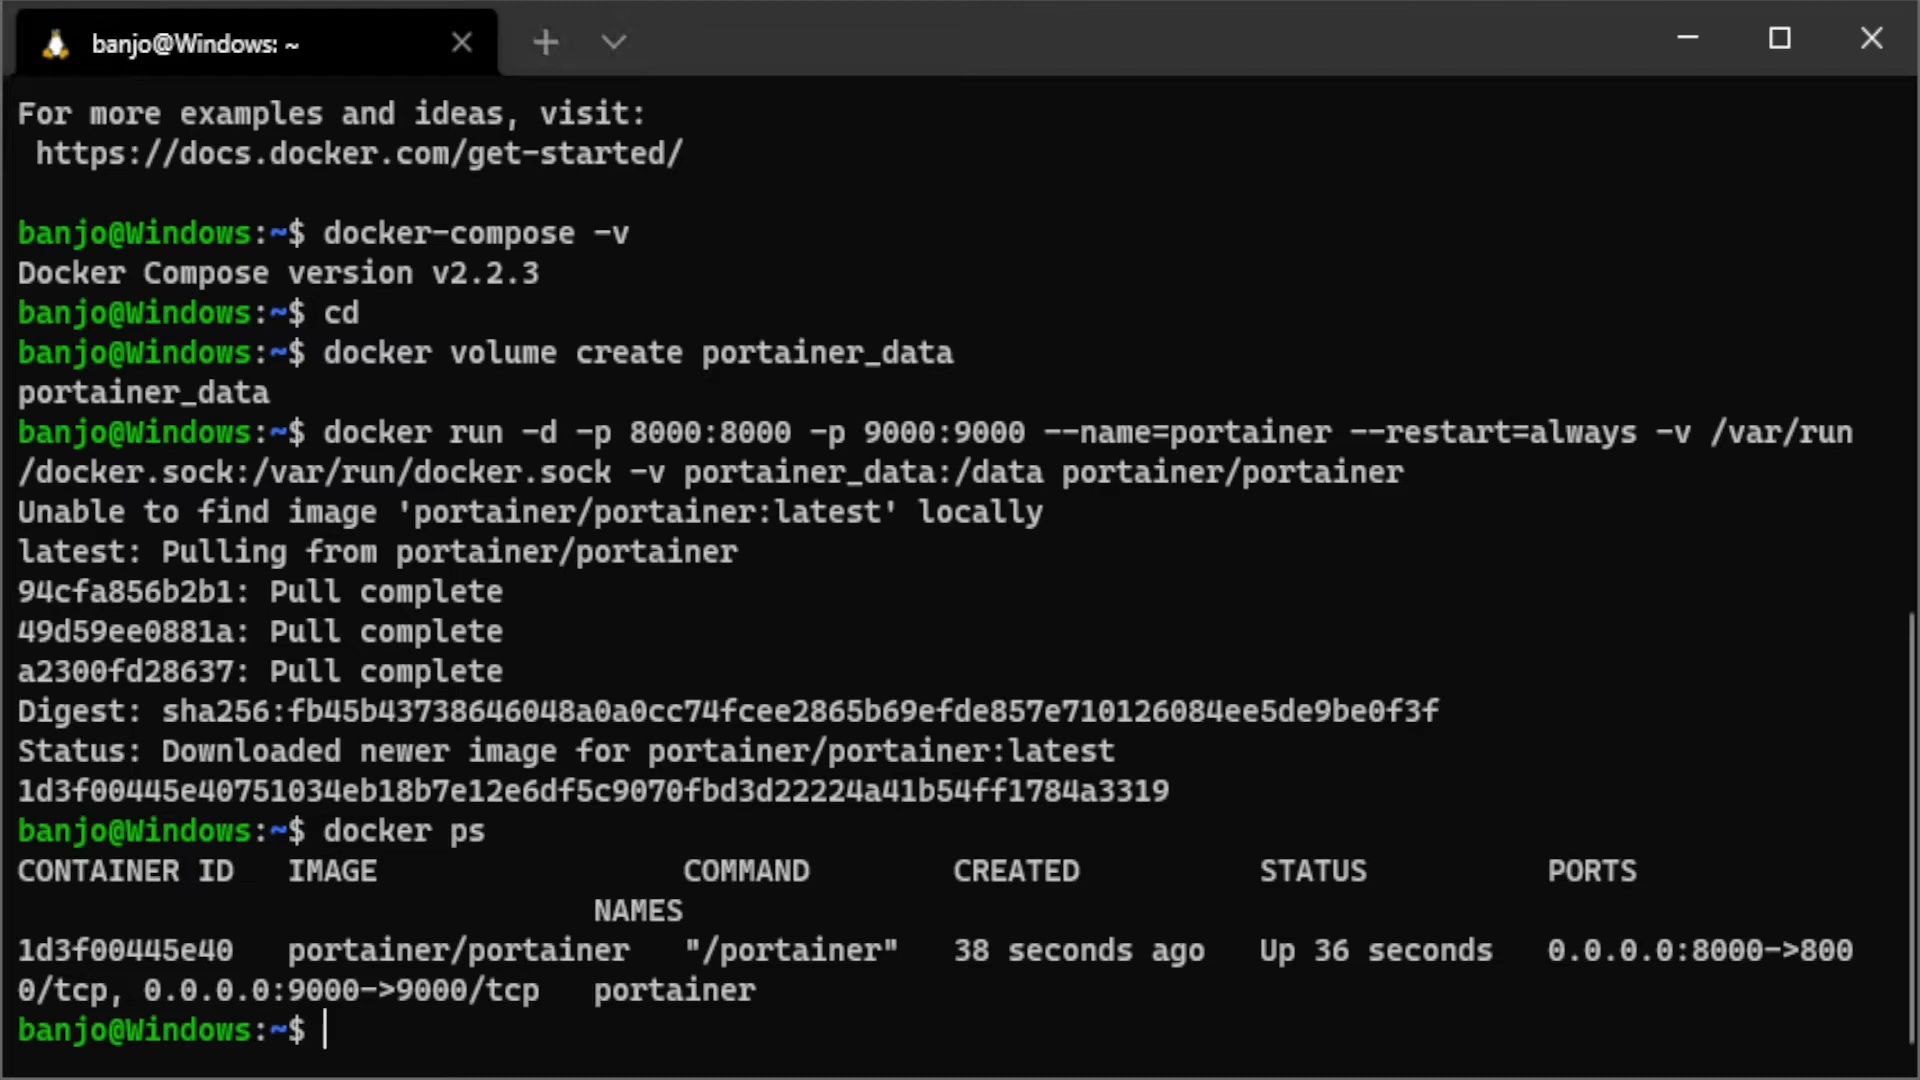 banjo@Windows: ~
For more examples and ideas, visit:
https://docs.docker.com/get-started/
banjo@Windows:~$ docker-compose -v
Docker Compose version v2.2.3
banjo@Windows:~$ cd
banjo@Windows:~$ docker volume create portainer_data
portainer_data
banjo@Windows:~$ docker run -d -p 8000:8000 -p 9000:9000 --name=portainer --restart=always -v /var/run
/docker.sock:/var/run/docker.sock -v portainer_data:/data portainer/portainer
Unable to find image 'portainer/portainer:latest' locally
latest: Pulling from portainer/portainer
94cfa856b2b1: Pull complete
49d59ee0881a: Pull complete
a2300fd28637: Pull complete
Digest: sha256:fb45b43738646048a0a0cc74fcee2865b69efde857e710126084ee5de9be0f3f
Status: Downloaded newer image for portainer/portainer:latest
1d3f00445e40751034eb18b7e12e6df5c9070fbd3d22224a41b54ff1784a3319
banjo@Windows:~$ docker ps
CONTAINER ID   IMAGE                 COMMAND        CREATED          STATUS          PORTS
NAMES
1d3f00445e40   portainer/portainer   "/portainer"   38 seconds ago   Up 36 seconds   0.0.0.0:8000->800
0/tcp, 0.0.0.0:9000->9000/tcp   portainer
banjo@Windows:~$